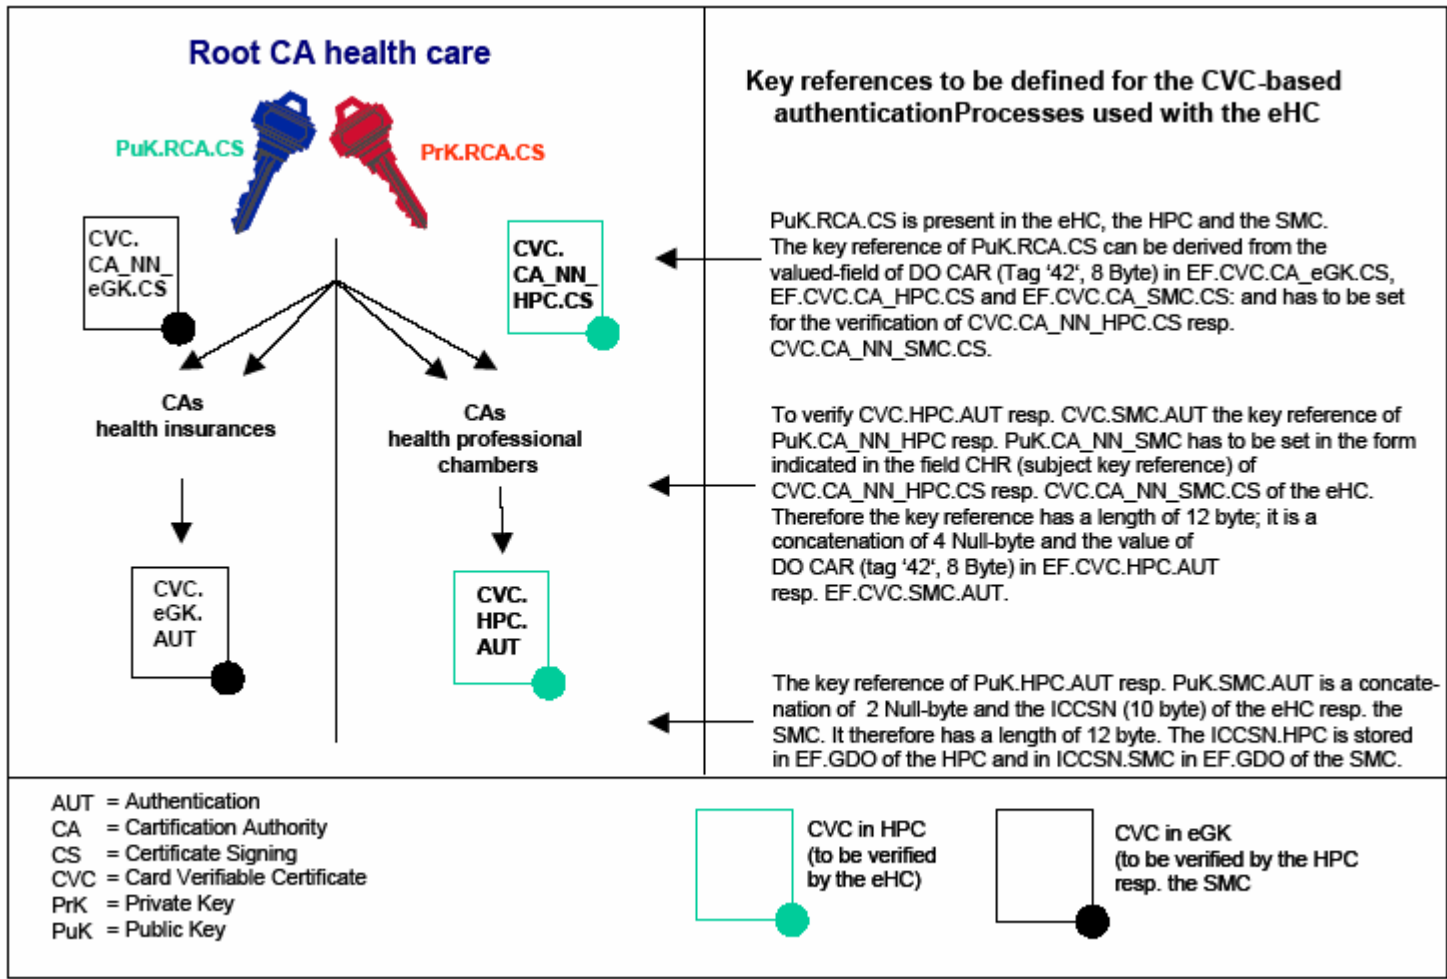 Root CA health care
PuK.RCA.CS
PrK.RCA.CS
CVC.
CA_NN_
eGK.CS
CVC.
CA_NN_
HPC.CS
CAs
health insurances
CAs
health professional
chambers
CVC.
eGK.
AUT
CVC.
HPC.
AUT
Key references to be defined for the CVC-based
authenticationProcesses used with the eHC
PuK.RCA.CS is present in the eHC, the HPC and the SMC.
The key reference of PuK.RCA.CS can be derived from the
valued-field of DO CAR (Tag ‘42‘, 8 Byte) in EF.CVC.CA_eGK.CS,
EF.CVC.CA_HPC.CS and EF.CVC.CA_SMC.CS: and has to be set
for the verification of CVC.CA_NN_HPC.CS resp.
CVC.CA_NN_SMC.CS.
To verify CVC.HPC.AUT resp. CVC.SMC.AUT the key reference of
PuK.CA_NN_HPC resp. PuK.CA_NN_SMC has to be set in the form
indicated in the field CHR (subject key reference) of
CVC.CA_NN_HPC.CS resp. CVC.CA_NN_SMC.CS of the eHC.
Therefore the key reference has a length of 12 byte; it is a
concatenation of 4 Null-byte and the value of
DO CAR (tag ‘42‘, 8 Byte) in EF.CVC.HPC.AUT
resp. EF.CVC.SMC.AUT.
The key reference of PuK.HPC.AUT resp. PuK.SMC.AUT is a concate-
nation of 2 Null-byte and the ICCSN (10 byte) of the eHC resp. the
SMC. It therefore has a length of 12 byte. The ICCSN.HPC is stored
in EF.GDO of the HPC and in ICCSN.SMC in EF.GDO of the SMC.
AUT = Authentication
CA = Cartification Authority
CS = Certificate Signing
CVC = Card Verifiable Certificate
PrK = Private Key
PuK = Public Key
CVC in HPC
(to be verified
by the eHC)
CVC in eGK
(to be verified by the HPC
resp. the SMC